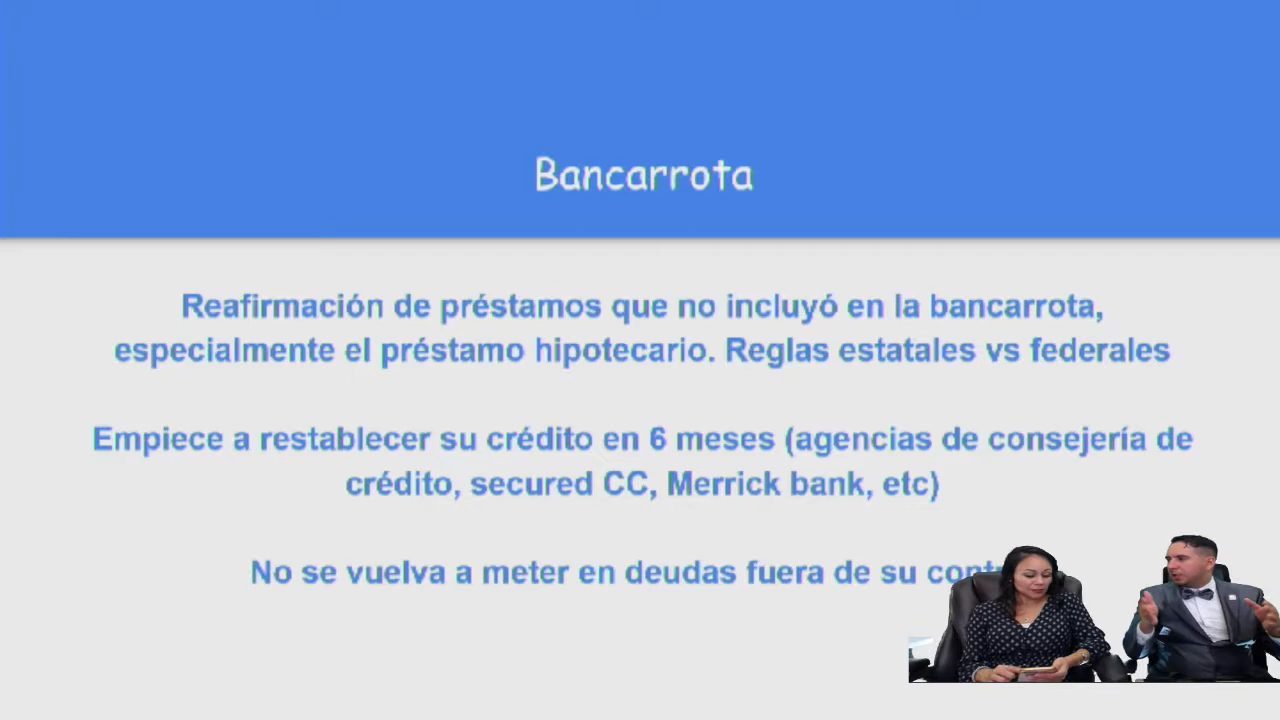 Bancarrota
Reafirmación de préstamos que no incluyó en la bancarrota,
especialmente el préstamo hipotecario. Reglas estatales vs federales
Empiece a restablecer su crédito en 6 meses (agencias de consejería de
crédito, secured CC, Merrick bank, etc)
No se vuelva a meter en deudas fuera de su